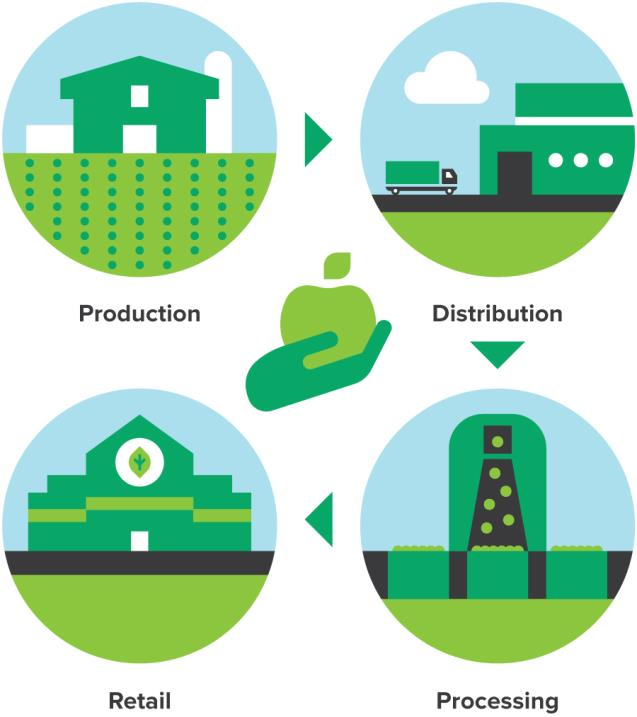 Production
Distribution
Retail
Processing